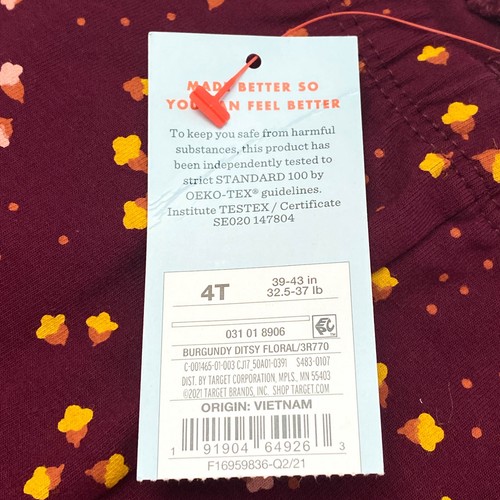 MADE BETTER SO
YOU CAN FEEL BETTER
To keep you safe from harmful
substances, this product has
been independently tested to
strict STANDARD 100 by
OEKO-TEX® guidelines.
Institute TESTEX / Certificate
SE020 147804
4T
39-43 in
32.5-37 lb
031 01 8906
BURGUNDY DITSY FLORAL/3R770
C-001465-01-003 CJ17_50A01-0391 S483-0107
DIST. BY TARGET CORPORATION, MPLS., MN 55403
©2021 TARGET BRANDS, INC. SHOP TARGET.COM
ORIGIN: VIETNAM
1 91904 64926 3
F16959836-Q2/21